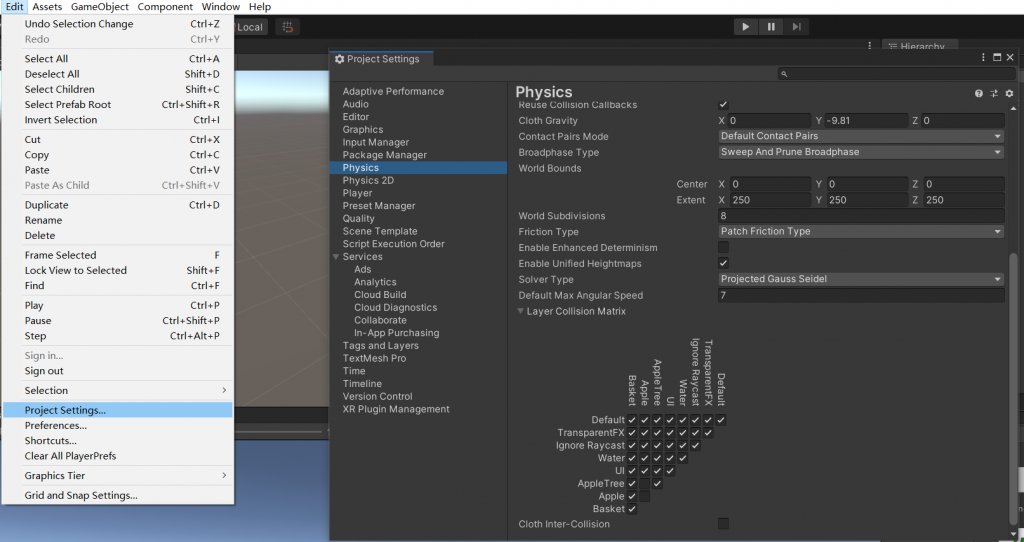 Edit Assets GameObject Component Window Help
Undo Selection Change Ctrl+Z
Redo Ctrl+Y
Select All Ctrl+A
Deselect All Shift+D
Select Children Shift+C
Select Prefab Root Ctrl+Shift+R
Invert Selection Ctrl+I
Cut Ctrl+X
Copy Ctrl+C
Paste Ctrl+V
Paste As Child Ctrl+Shift+V
Duplicate Ctrl+D
Rename
Delete
Frame Selected F
Lock View to Selected Shift+F
Find Ctrl+F
Play Ctrl+P
Pause Ctrl+Shift+P
Step Ctrl+Alt+P
Sign in...
Sign out
Selection
Project Settings...
Preferences...
Shortcuts...
Clear All PlayerPrefs
Graphics Tier
Grid and Snap Settings...
Local
Hierarchy
Project Settings
Adaptive Performance
Audio
Editor
Graphics
Input Manager
Package Manager
Physics
Physics 2D
Player
Preset Manager
Quality
Scene Template
Script Execution Order
Services
Ads
Analytics
Cloud Build
Cloud Diagnostics
Collaborate
In-App Purchasing
Tags and Layers
TextMesh Pro
Time
Timeline
Version Control
XR Plugin Management
Physics
Reuse Collision Callbacks
Cloth Gravity X 0 Y -9.81 Z 0
Contact Pairs Mode Default Contact Pairs
Broadphase Type Sweep And Prune Broadphase
World Bounds
Center X 0 Y 0 Z 0
Extent X 250 Y 250 Z 250
World Subdivisions 8
Friction Type Patch Friction Type
Enable Enhanced Determinism
Enable Unified Heightmaps
Solver Type Projected Gauss Seidel
Default Max Angular Speed 7
Layer Collision Matrix
Basket
Apple
AppleTree
UI
Water
Ignore Raycast
TransparentFX
Default
Default
TransparentFX
Ignore Raycast
Water
UI
AppleTree
Apple
Basket
Cloth Inter-Collision